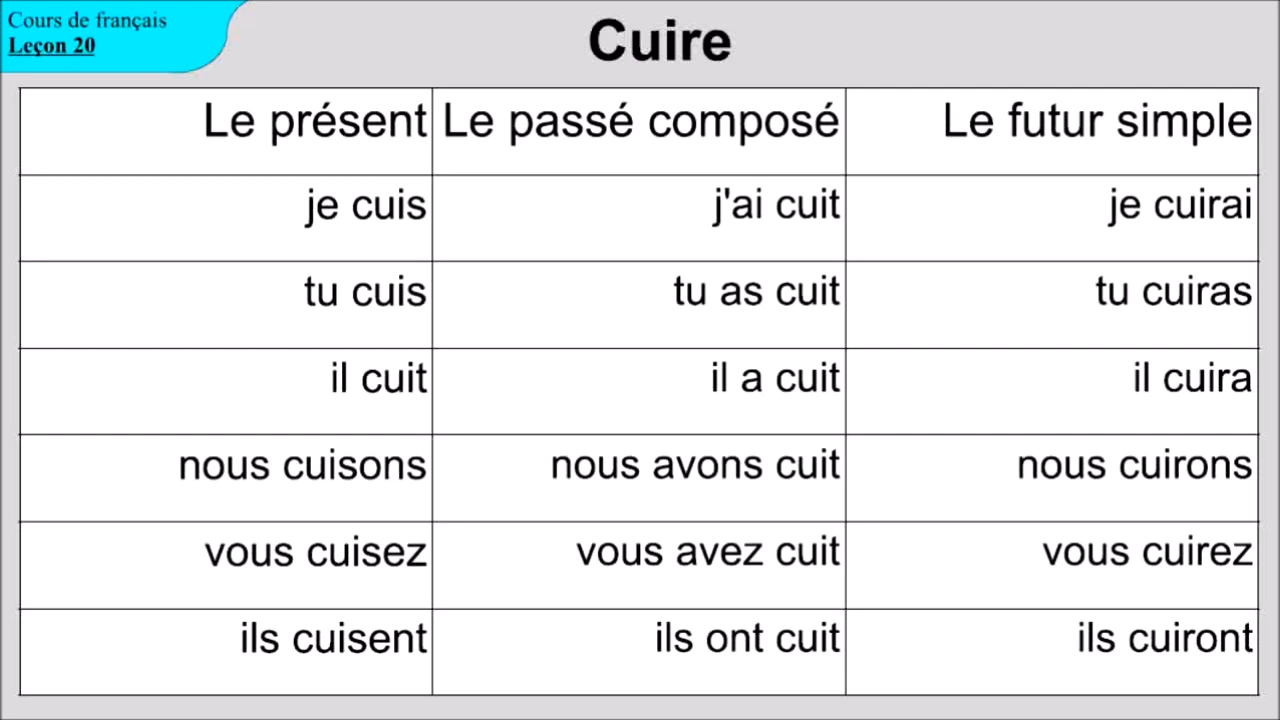 Cours de français
Leçon 20
Cuire
Le présent Le passé composé Le futur simple
je cuis j'ai cuit je cuirai
tu cuis tu as cuit tu cuiras
il cuit il a cuit il cuira
nous cuisons nous avons cuit nous cuirons
vous cuisez vous avez cuit vous cuirez
ils cuisent ils ont cuit ils cuiront